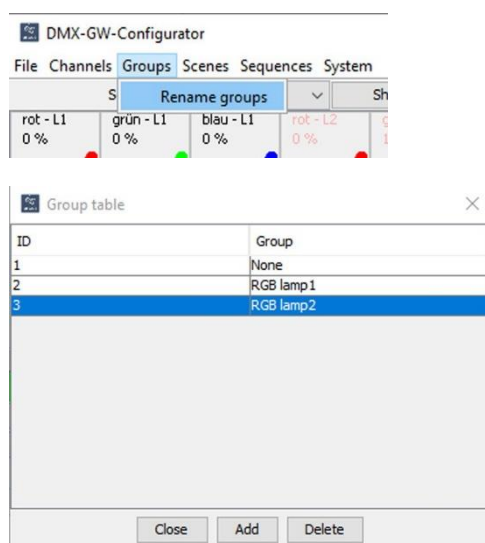 DMX-GW-Configurator
File Channels Groups Scenes Sequences System
S Rename groups Sh
rot - L1 grün - L1 blau - L1 rot - L2
0 % 0 % 0 % 0 % 1
Group table
ID Group
1 None
2 RGB lamp1
3 RGB lamp2
Close Add Delete